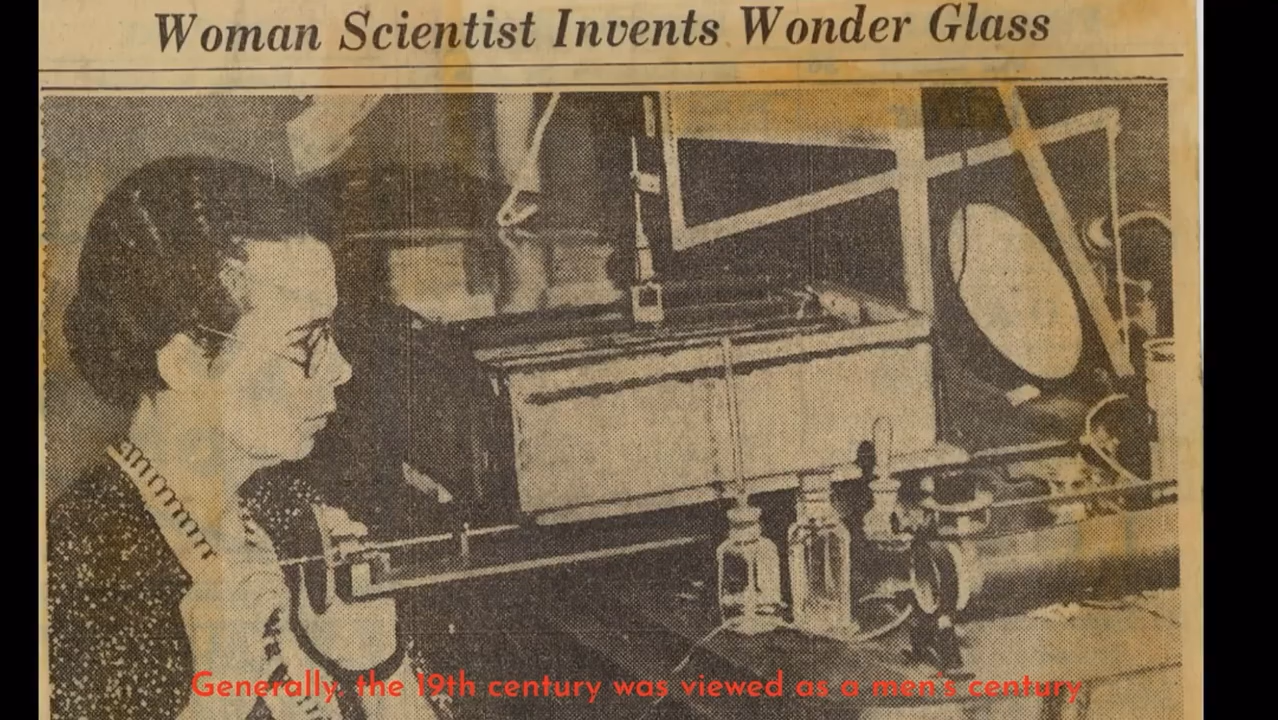 Woman Scientist Invents Wonder Glass
Generally, the 19th century was viewed as a men's century